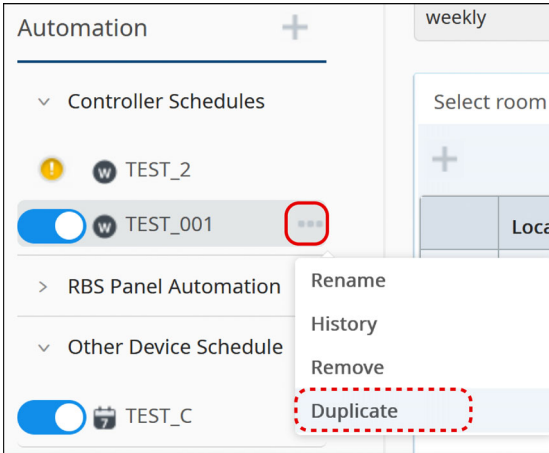 Automation
weekly
Controller Schedules
Select room
W TEST_2
W TEST_001
Loca
RBS Panel Automation
Rename
History
Other Device Schedule
Remove
Duplicate
7 TEST_C